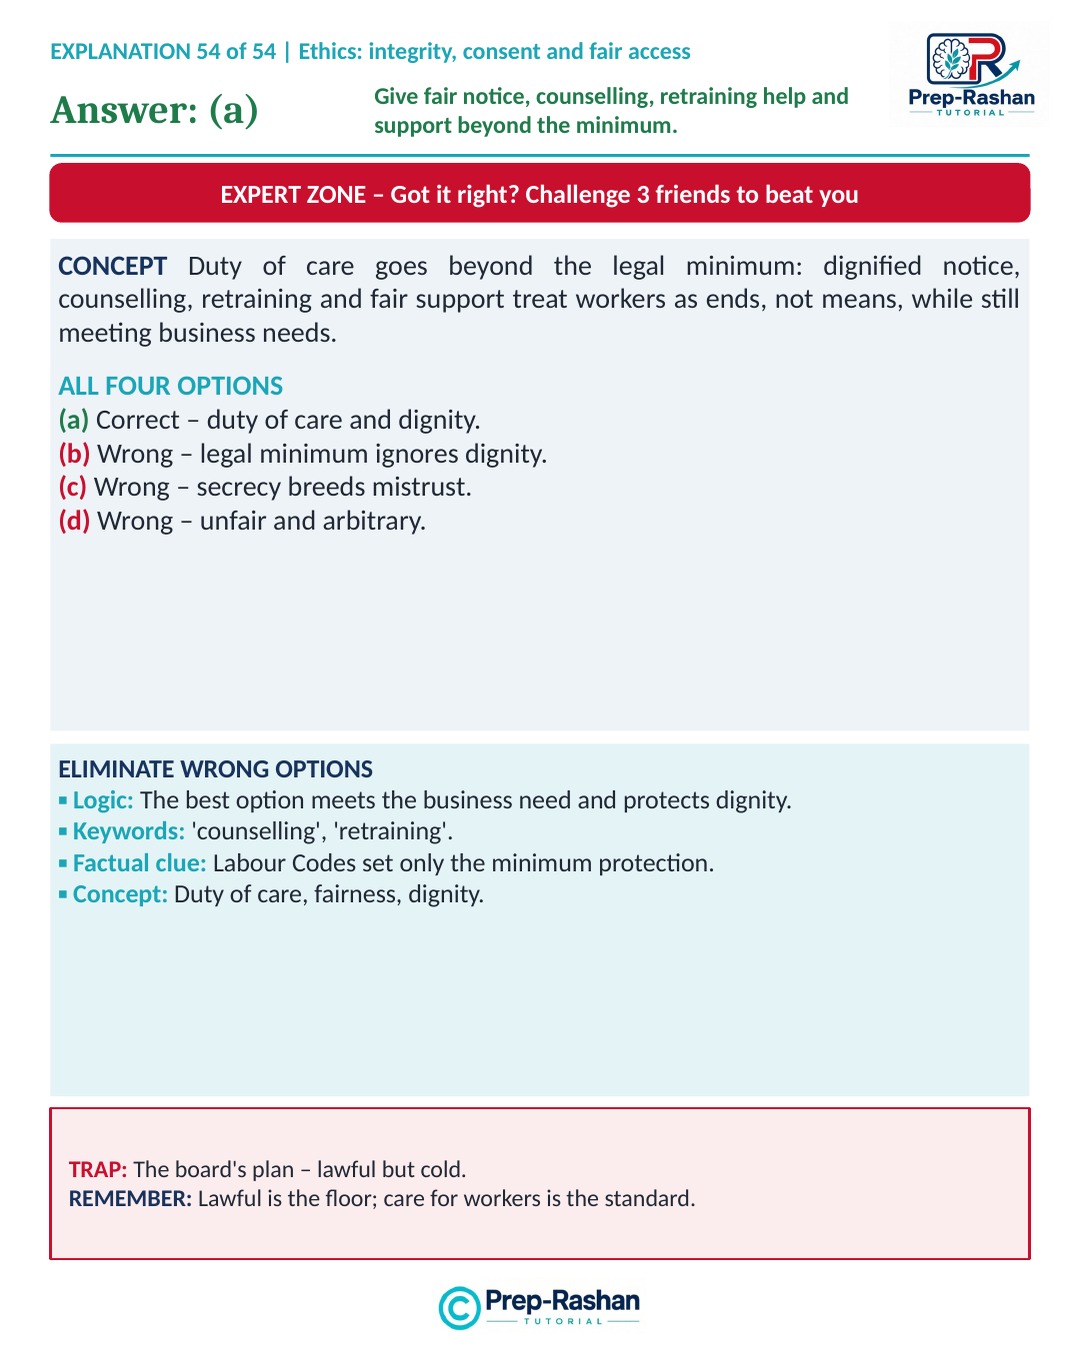 EXPLANATION 54 of 54 | Ethics: integrity, consent and fair access
Prep-Rashan
TUTORIAL
Answer: (a)
Give fair notice, counselling, retraining help and
support beyond the minimum.
EXPERT ZONE – Got it right? Challenge 3 friends to beat you
CONCEPT Duty of care goes beyond the legal minimum: dignified notice,
counselling, retraining and fair support treat workers as ends, not means, while still
meeting business needs.
ALL FOUR OPTIONS
(a) Correct – duty of care and dignity.
(b) Wrong – legal minimum ignores dignity.
(c) Wrong – secrecy breeds mistrust.
(d) Wrong – unfair and arbitrary.
ELIMINATE WRONG OPTIONS
▪ Logic: The best option meets the business need and protects dignity.
▪ Keywords: 'counselling', 'retraining'.
▪ Factual clue: Labour Codes set only the minimum protection.
▪ Concept: Duty of care, fairness, dignity.
TRAP: The board's plan – lawful but cold.
REMEMBER: Lawful is the floor; care for workers is the standard.
© Prep-Rashan
TUTORIAL